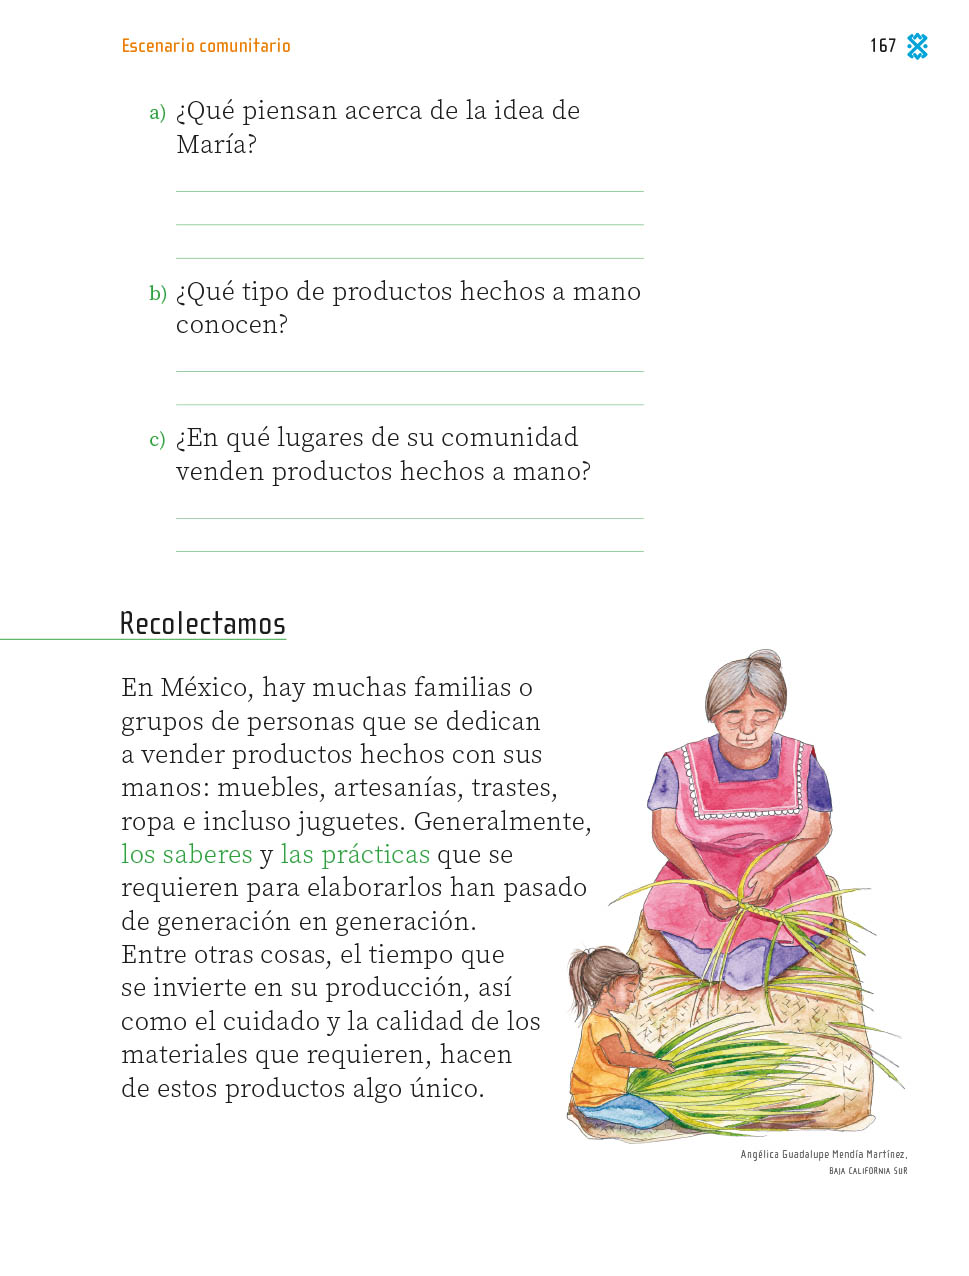 Escenario comunitario
167
a) ¿Qué piensan acerca de la idea de
María?
b) ¿Qué tipo de productos hechos a mano
conocen?
c) ¿En qué lugares de su comunidad
venden productos hechos a mano?
Recolectamos
En México, hay muchas familias o
grupos de personas que se dedican
a vender productos hechos con sus
manos: muebles, artesanías, trastes,
ropa e incluso juguetes. Generalmente,
los saberes y las prácticas que se
requieren para elaborarlos han pasado
de generación en generación.
Entre otras cosas, el tiempo que
se invierte en su producción, así
como el cuidado y la calidad de los
materiales que requieren, hacen
de estos productos algo único.
Angélica Guadalupe Mendía Martínez,
BAJA CALIFORNIA SUR